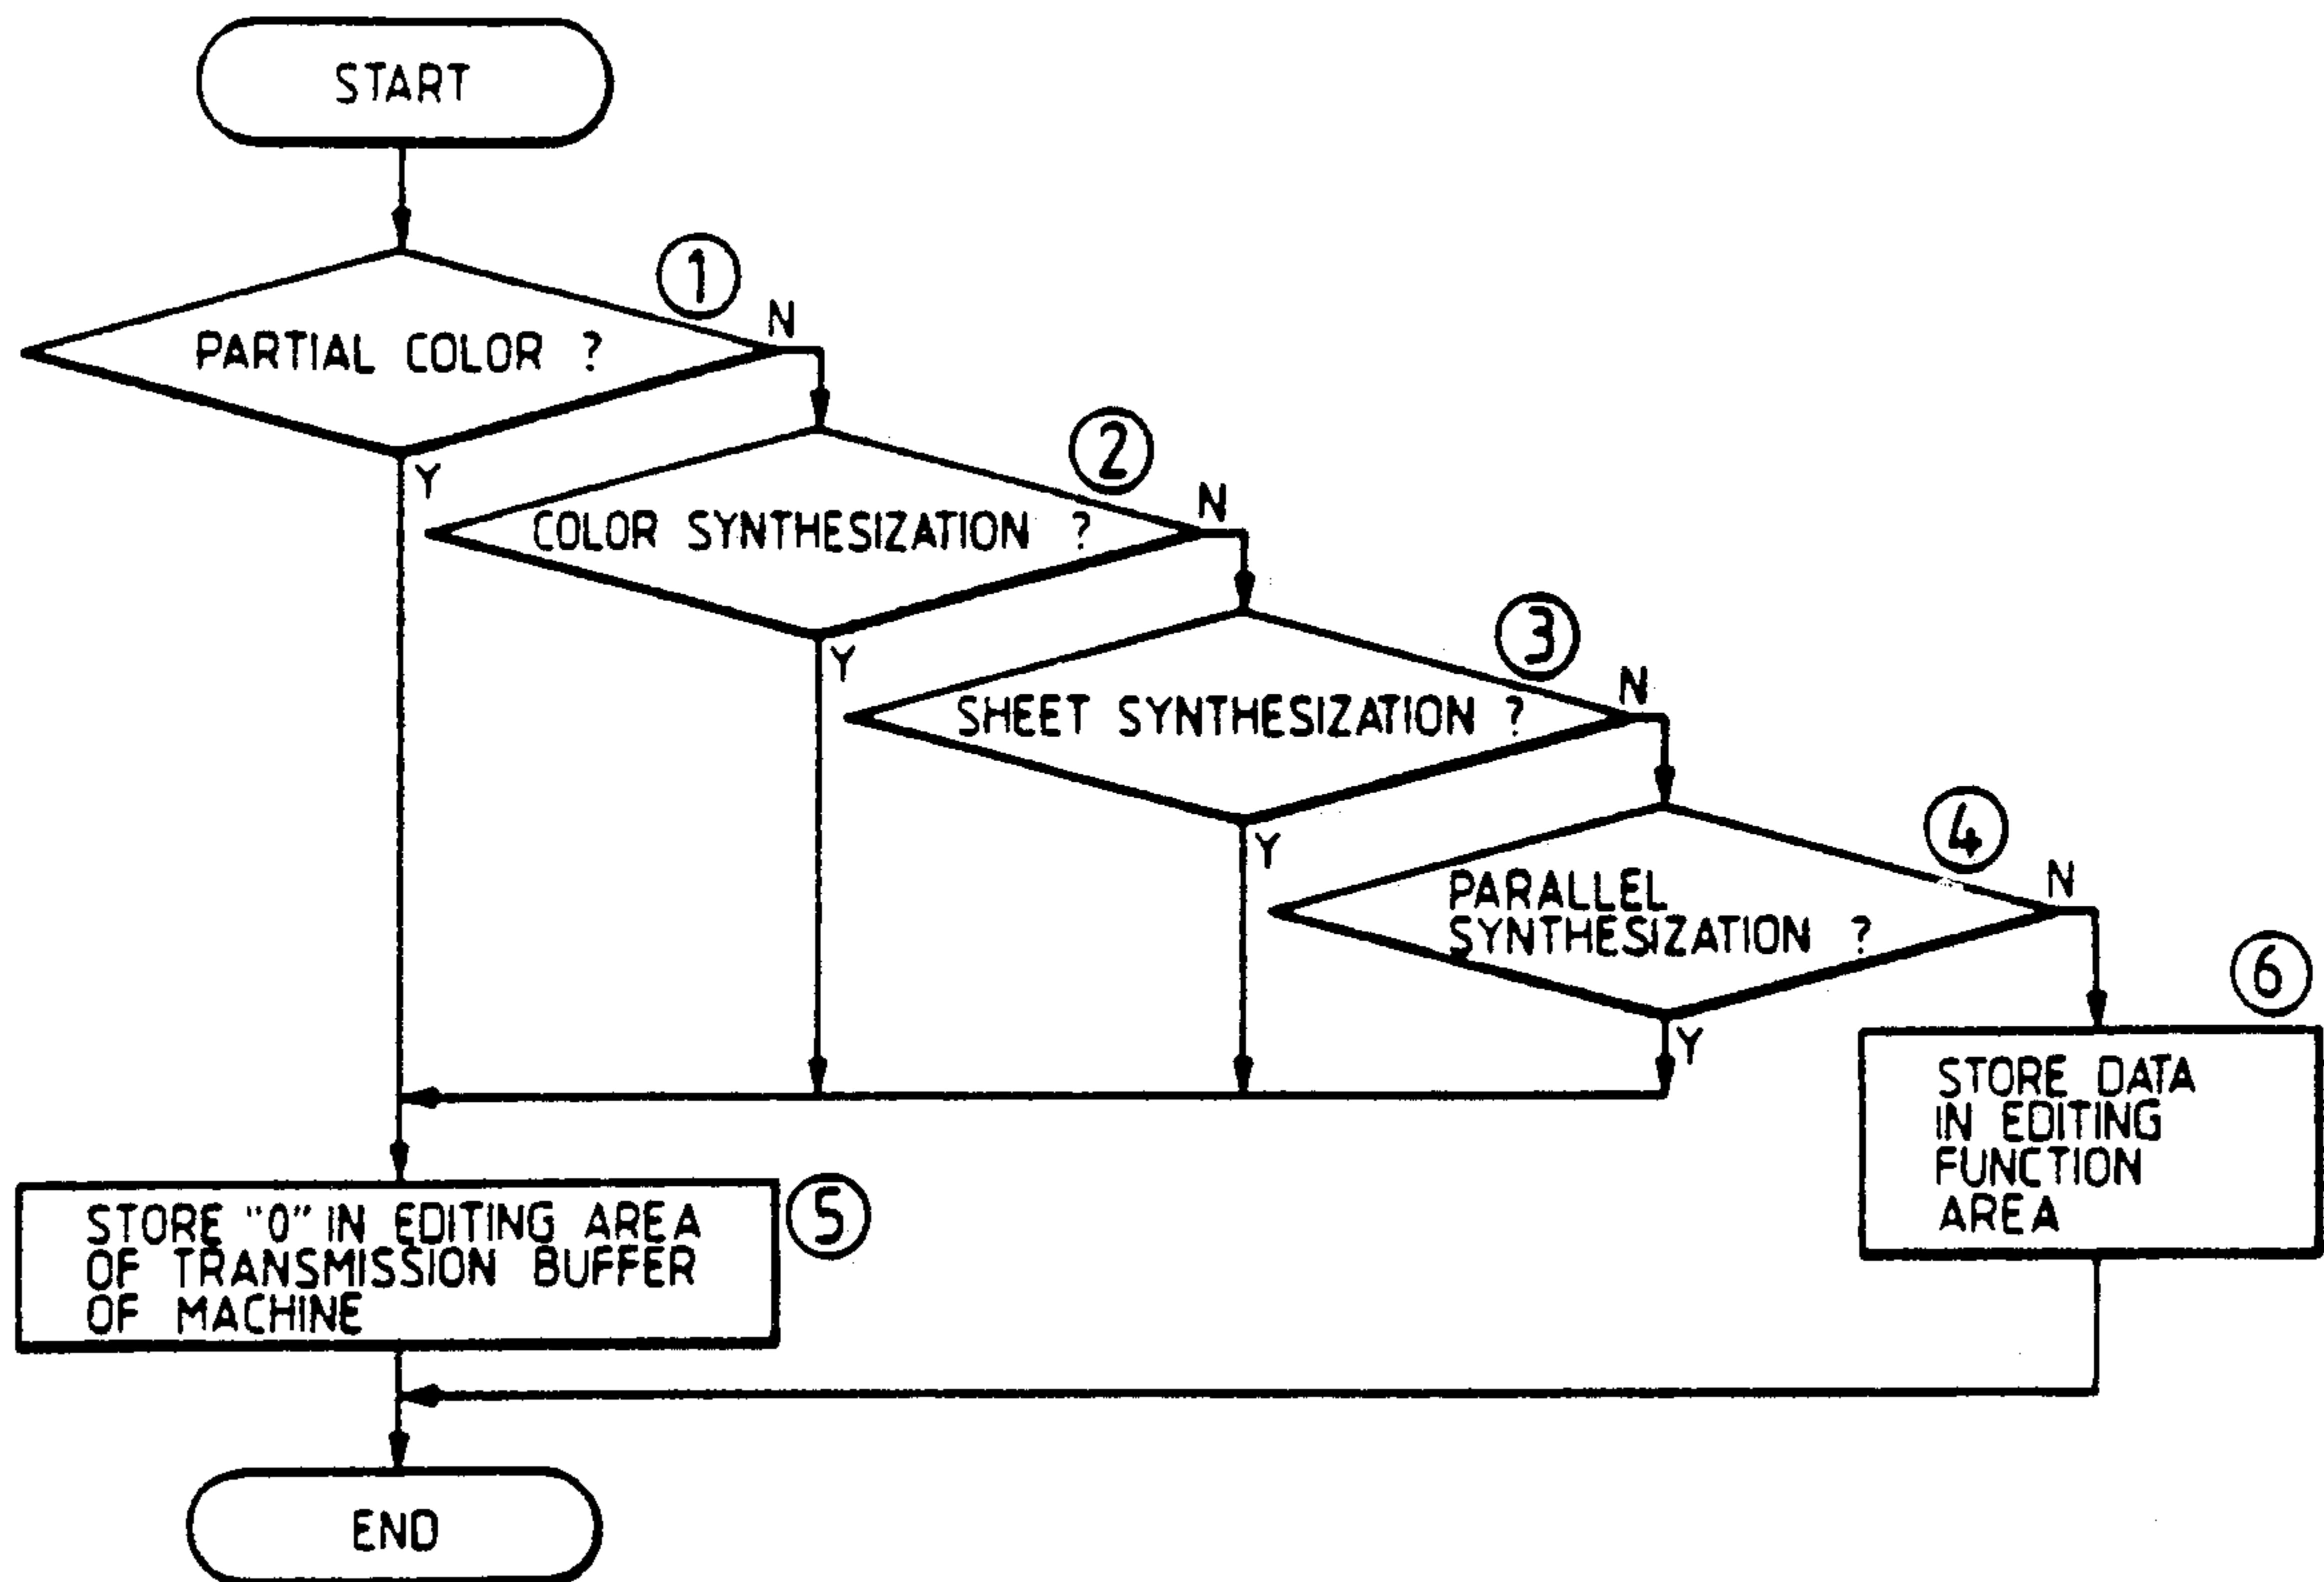 START
①
PARTIAL COLOR ?
N
Y
②
COLOR SYNTHESIZATION ?
N
Y
③
SHEET SYNTHESIZATION ?
N
Y
④
PARALLEL
SYNTHESIZATION ?
N
Y
⑥
STORE DATA
IN EDITING
FUNCTION
AREA
⑤
STORE "0" IN EDITING AREA
OF TRANSMISSION BUFFER
OF MACHINE
END